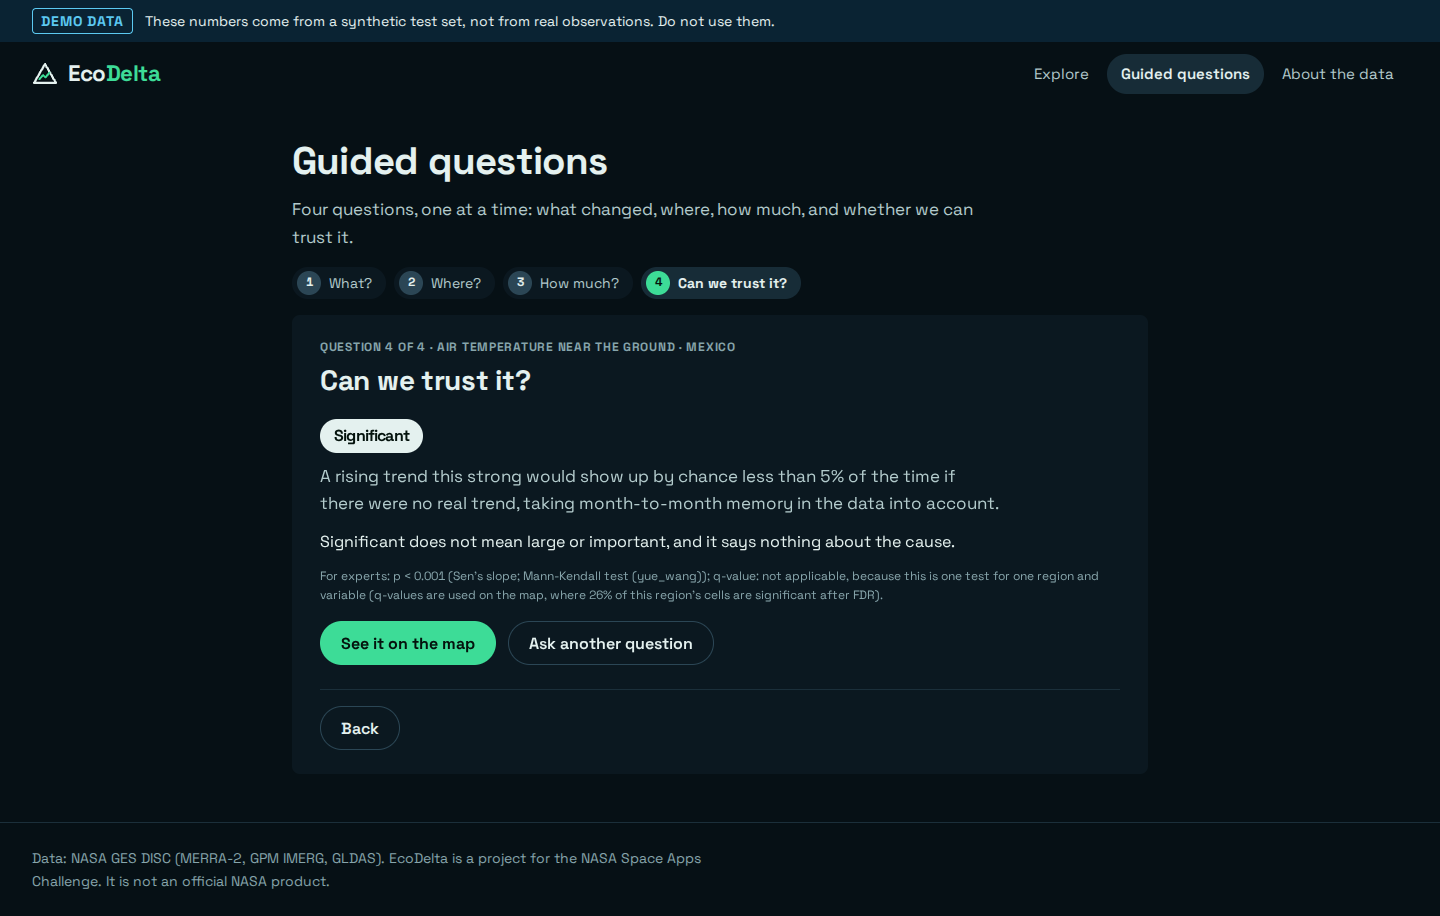 DEMO DATA These numbers come from a synthetic test set, not from real observations. Do not use them.
EcoDelta
Explore
Guided questions
About the data
Guided questions
Four questions, one at a time: what changed, where, how much, and whether we can
trust it.
1 What?
2 Where?
3 How much?
4 Can we trust it?
QUESTION 4 OF 4 · AIR TEMPERATURE NEAR THE GROUND · MEXICO
Can we trust it?
Significant
A rising trend this strong would show up by chance less than 5% of the time if
there were no real trend, taking month-to-month memory in the data into account.
Significant does not mean large or important, and it says nothing about the cause.
For experts: p < 0.001 (Sen's slope; Mann-Kendall test (yue_wang)); q-value: not applicable, because this is one test for one region and
variable (q-values are used on the map, where 26% of this region's cells are significant after FDR).
See it on the map
Ask another question
Back
Data: NASA GES DISC (MERRA-2, GPM IMERG, GLDAS). EcoDelta is a project for the NASA Space Apps
Challenge. It is not an official NASA product.